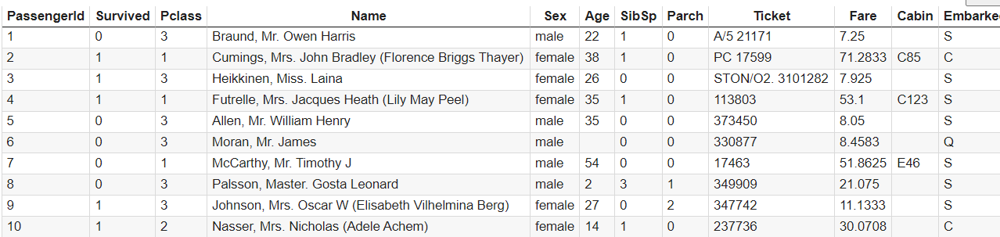 PassengerId Survived Pclass Name Sex Age SibSp Parch Ticket Fare Cabin Embarked
1 0 3 Braund, Mr. Owen Harris male 22 1 0 A/5 21171 7.25 S
2 1 1 Cumings, Mrs. John Bradley (Florence Briggs Thayer) female 38 1 0 PC 17599 71.2833 C85 C
3 1 3 Heikkinen, Miss. Laina female 26 0 0 STON/O2. 3101282 7.925 S
4 1 1 Futrelle, Mrs. Jacques Heath (Lily May Peel) female 35 1 0 113803 53.1 C123 S
5 0 3 Allen, Mr. William Henry male 35 0 0 373450 8.05 S
6 0 3 Moran, Mr. James male 0 0 330877 8.4583 Q
7 0 1 McCarthy, Mr. Timothy J male 54 0 0 17463 51.8625 E46 S
8 0 3 Palsson, Master. Gosta Leonard male 2 3 1 349909 21.075 S
9 1 3 Johnson, Mrs. Oscar W (Elisabeth Vilhelmina Berg) female 27 0 2 347742 11.1333 S
10 1 2 Nasser, Mrs. Nicholas (Adele Achem) female 14 1 0 237736 30.0708 C